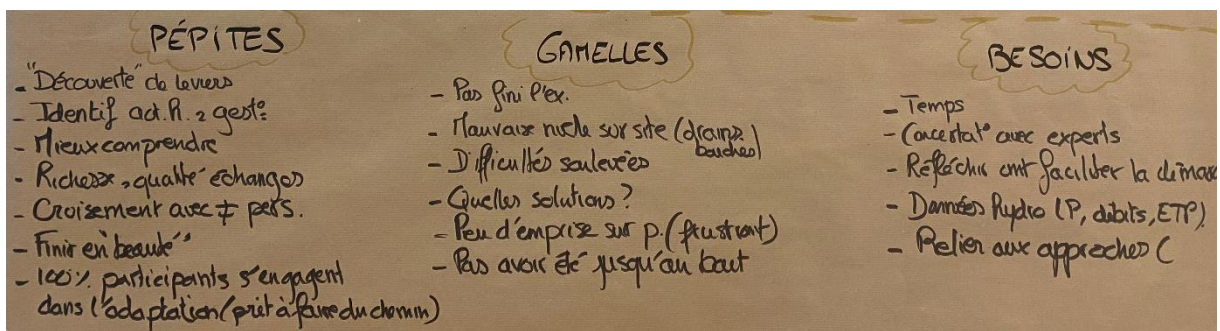 PÉPITES
- "Découverte" de leviers
- Identif act. R. 2 gest°
- Mieux comprendre
- Richesse, qualité échanges
- Croisement avec ≠ pers.
- Finir en beauté
- 100% participants s'engagent
dans l'adaptation (prêt à faire du chemin)
GAMELLES
- Pas fini l'ex.
- Mauvaise sur site (drains
bouchés)
- Difficultés soulevées
- Quelles solutions ?
- Peu d'emprise sur p. (frustrant)
- Pas avoir été jusqu'au bout
BESOINS
- Temps
- Concertat° avec experts
- Réfléchir cmt faciliter la démarc
- Données hydro (P, débits, ETP)
- Relier aux approches (